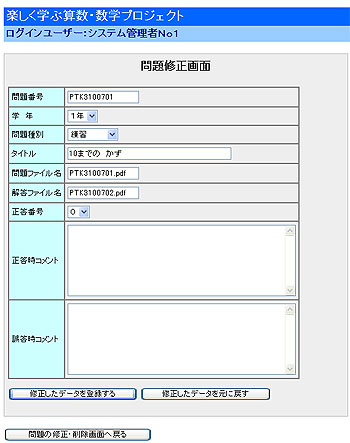 楽しく学ぶ算数・数学プロジェクト
ログインユーザー:システム管理者No1
問題修正画面
問題番号 PTK3100701
学 年 1年
問題種別 練習
タイトル 10までの かず
問題ファイル名 PTK3100701.pdf
解答ファイル名 PTK3100702.pdf
正答番号 0
正答時コメント
誤答時コメント
修正したデータを登録する 修正したデータを元に戻す
問題の修正・削除画面へ戻る